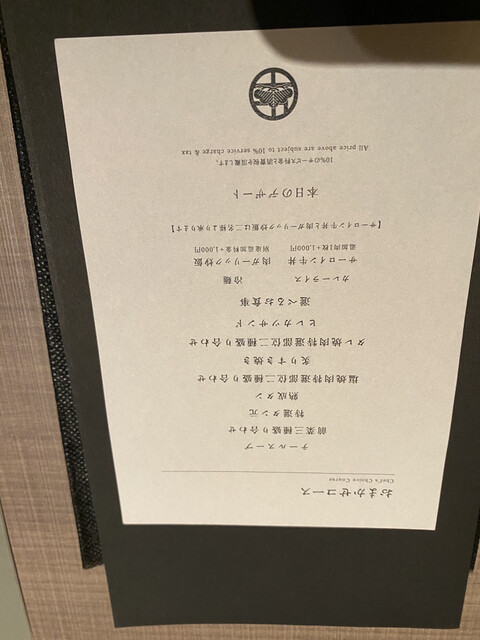 おまかせコース
Chef's Choice Course
テールスープ
前菜三種盛り合わせ
特選タン元
熟成タン
塩焼肉特選部位二種盛り合わせ
炙りすき焼き
タレ焼肉特選部位二種盛り合わせ
ヒレカツサンド
選べるお食事
カレーライス 冷麺
サーロイン牛丼 肉ガーリック炒飯
追加肉1枚+1,000円 別途追加料金+1,000円
【サーロイン牛丼と肉ガーリック炒飯は二名様より承ります】
本日のデザート
10%のサービス料金と消費税を頂戴します。
All price above are subject to 10% service charge & tax